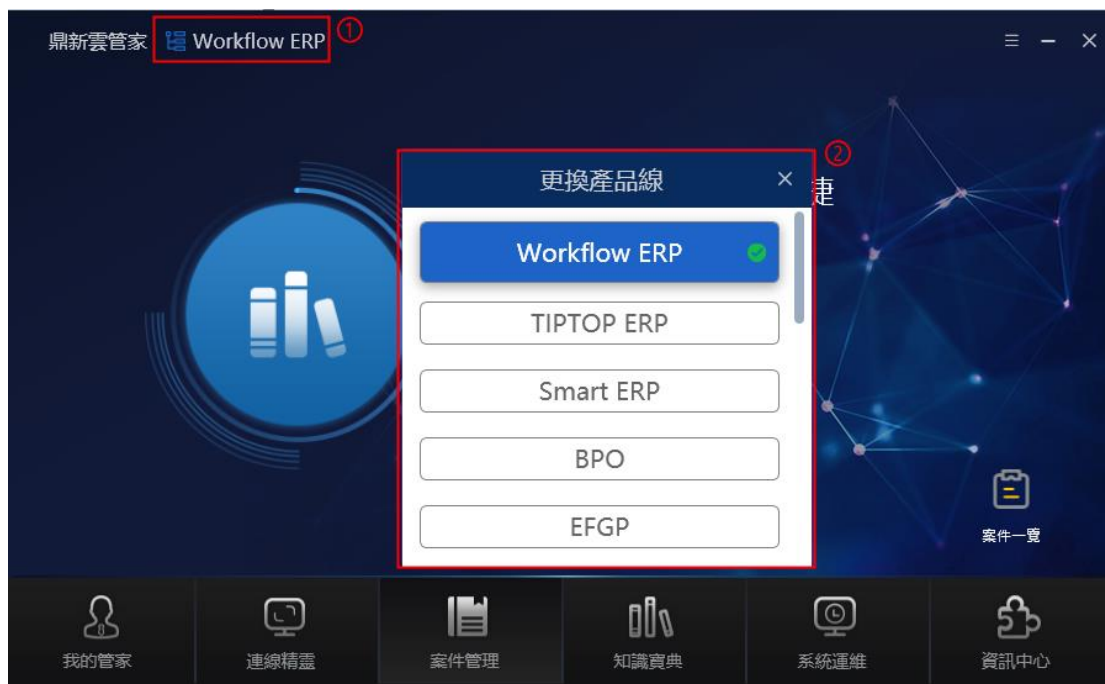 鼎新雲管家 Workflow ERP ①
②
更換產品線
捷
Workflow ERP
TIPTOP ERP
Smart ERP
BPO
EFGP
案件一覽
我的管家 連線精靈 案件管理 知識寶典 系統運維 資訊中心